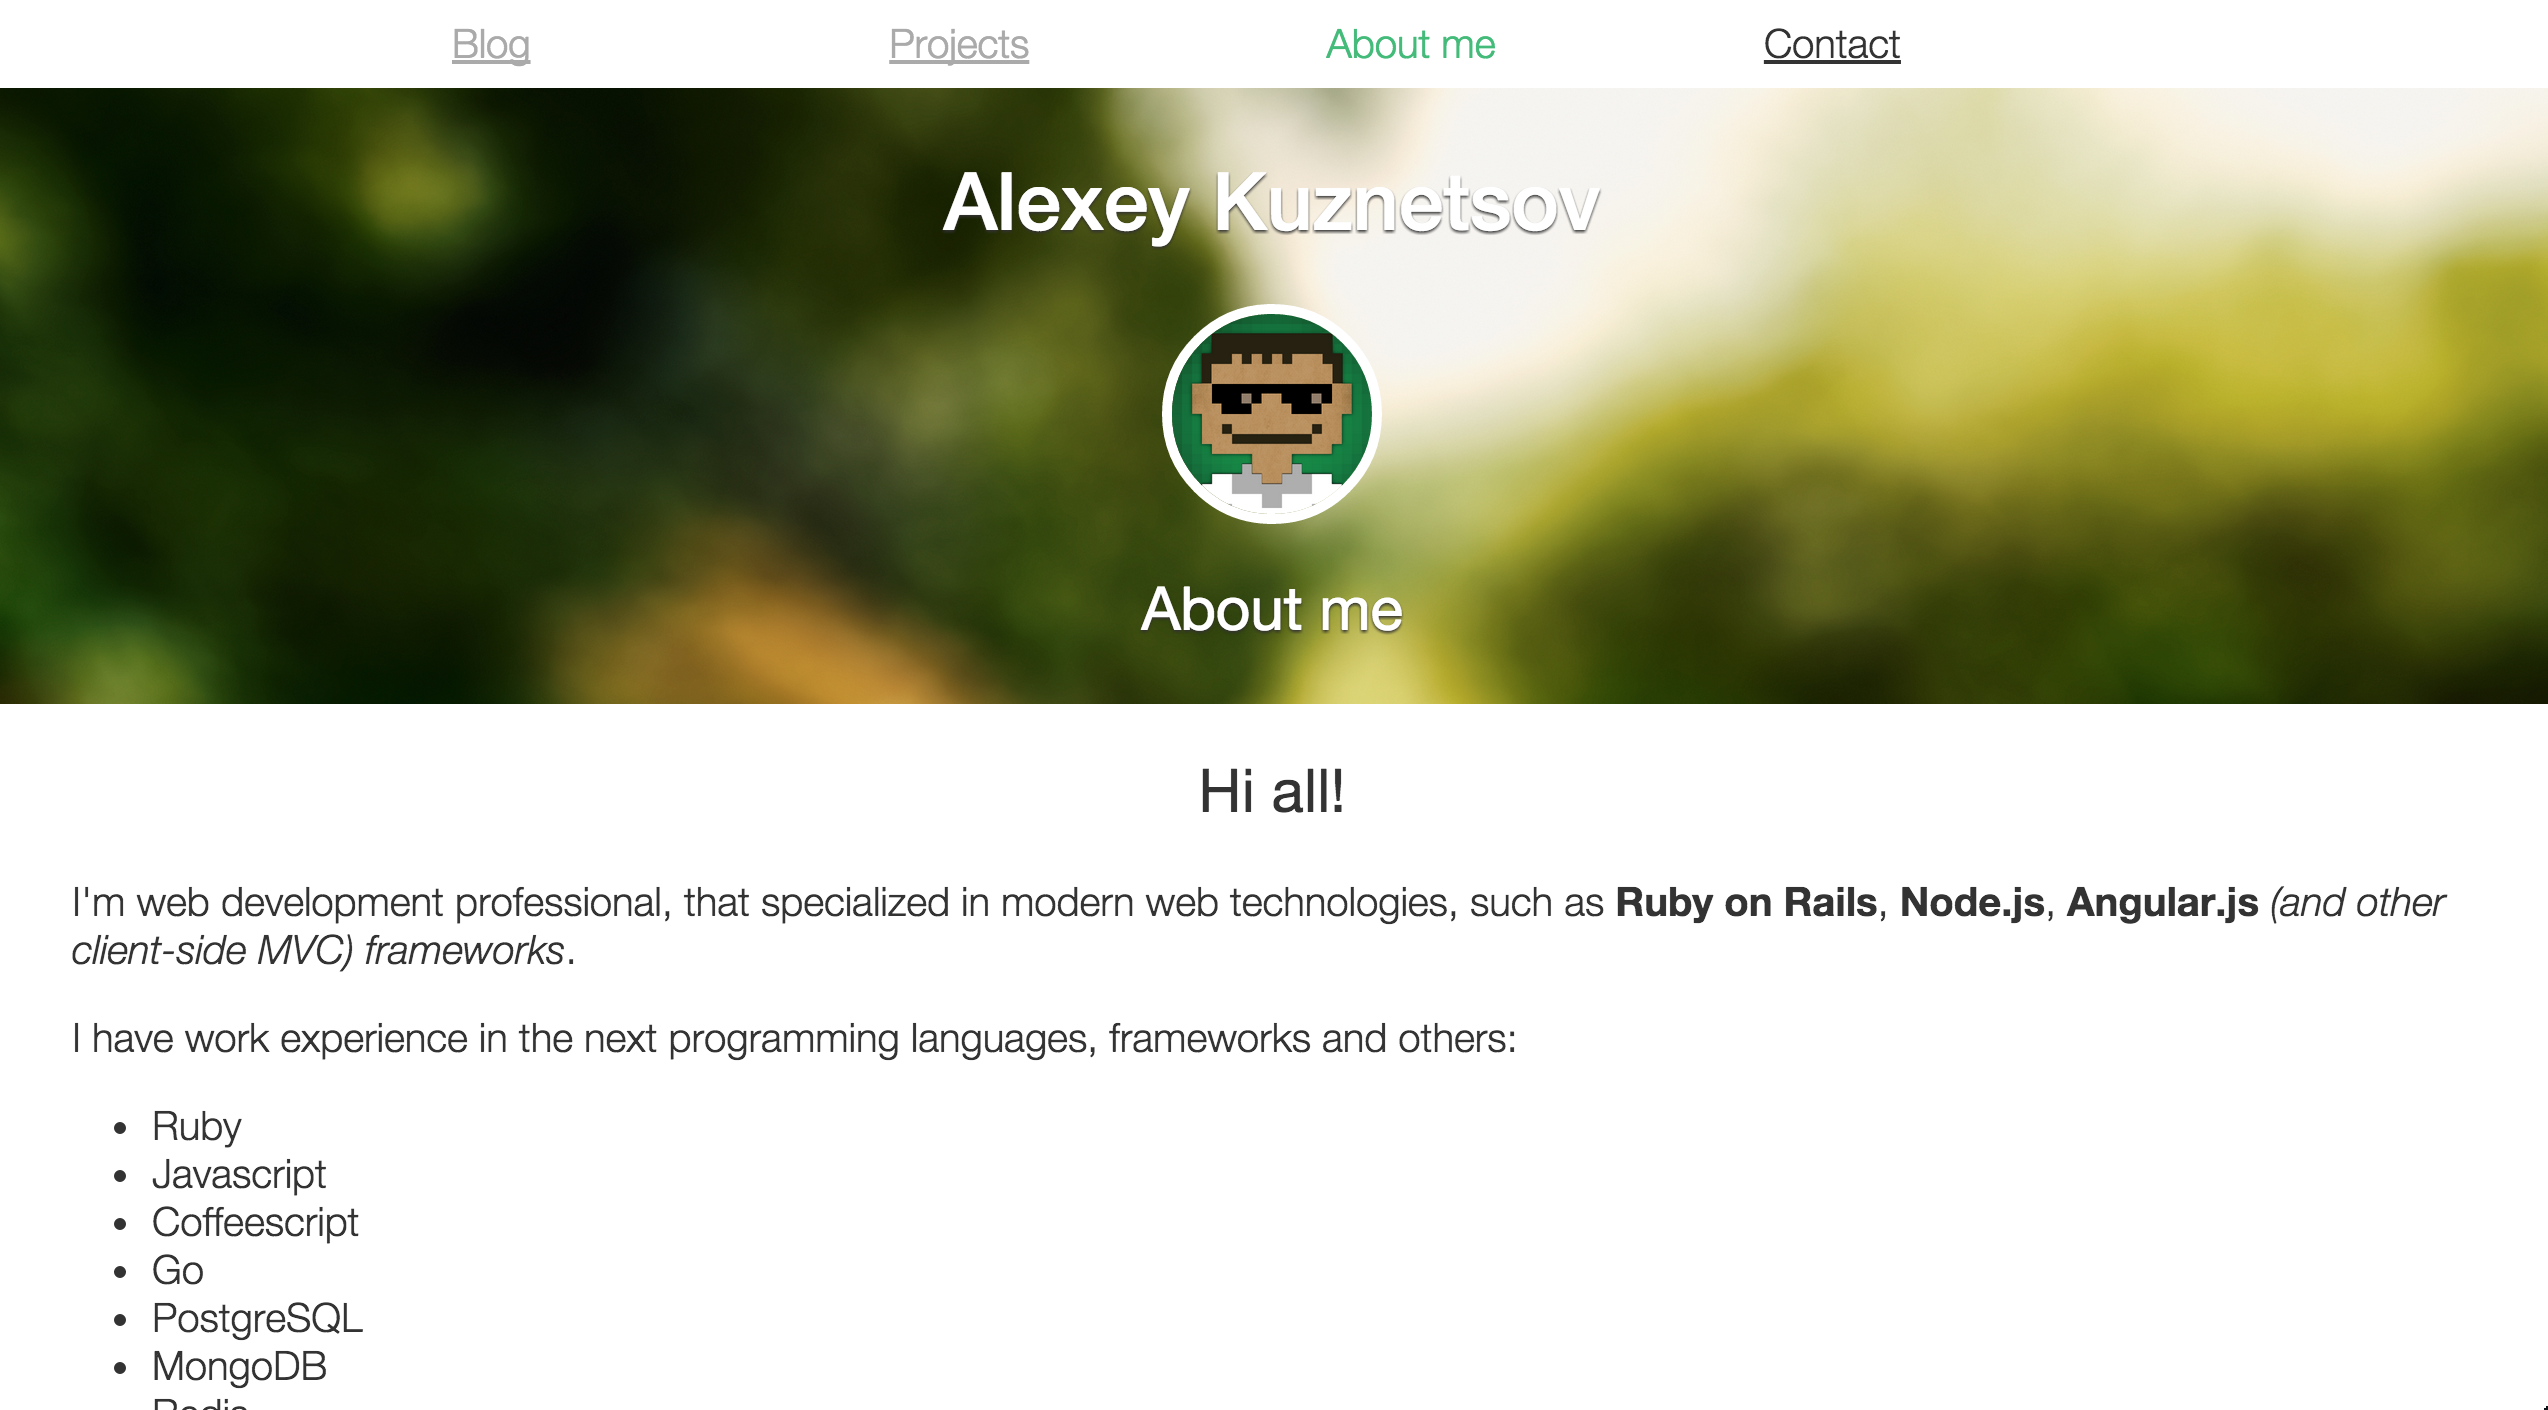 Blog Projects About me Contact
Alexey Kuznetsov
About me
Hi all!
I'm web development professional, that specialized in modern web technologies, such as Ruby on Rails, Node.js, Angular.js (and other
client-side MVC) frameworks.
I have work experience in the next programming languages, frameworks and others:
• Ruby
• Javascript
• Coffeescript
• Go
• PostgreSQL
• MongoDB
Redis